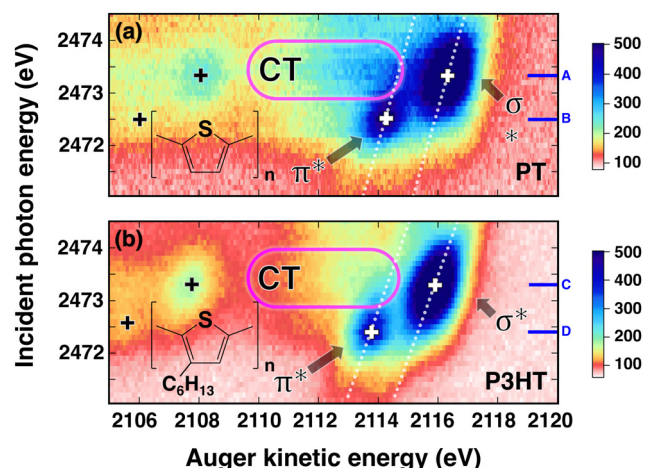 Incident photon energy (eV)
(a)
2474
2473
2472
CT
S
n
π*
σ
*
PT
500
400
300
200
100
A
B
(b)
2474
2473
2472
CT
S
C6H13
n
π*
σ*
P3HT
500
400
300
200
100
C
D
2106 2108 2110 2112 2114 2116 2118 2120
Auger kinetic energy (eV)